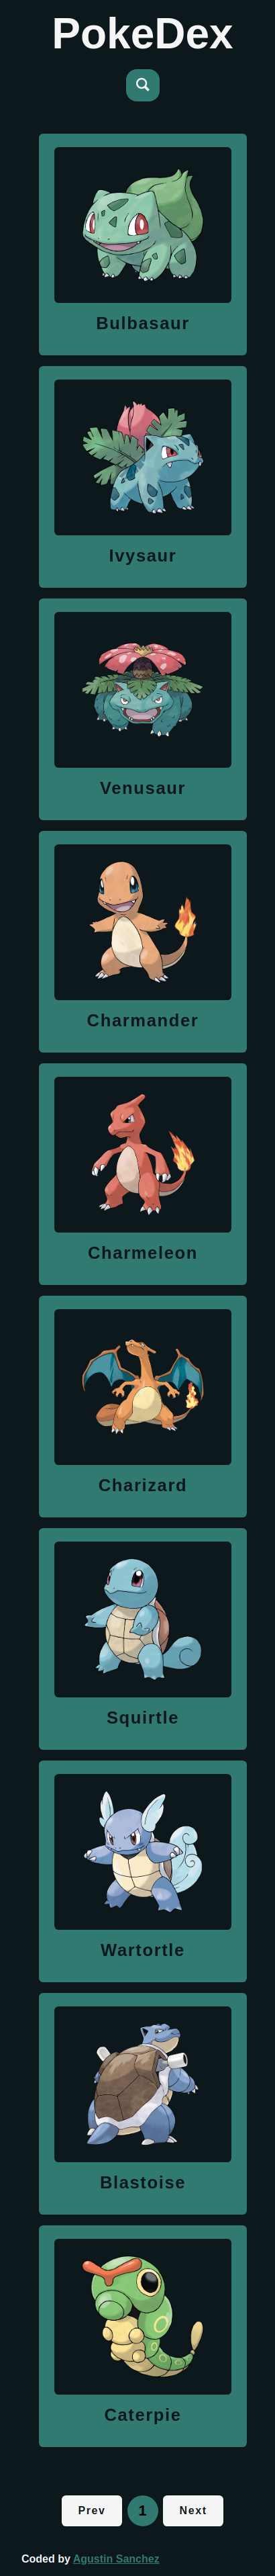 PokeDex
Bulbasaur
Ivysaur
Venusaur
Charmander
Charmeleon
Charizard
Squirtle
Wartortle
Blastoise
Caterpie
Prev 1 Next
Coded by Agustin Sanchez